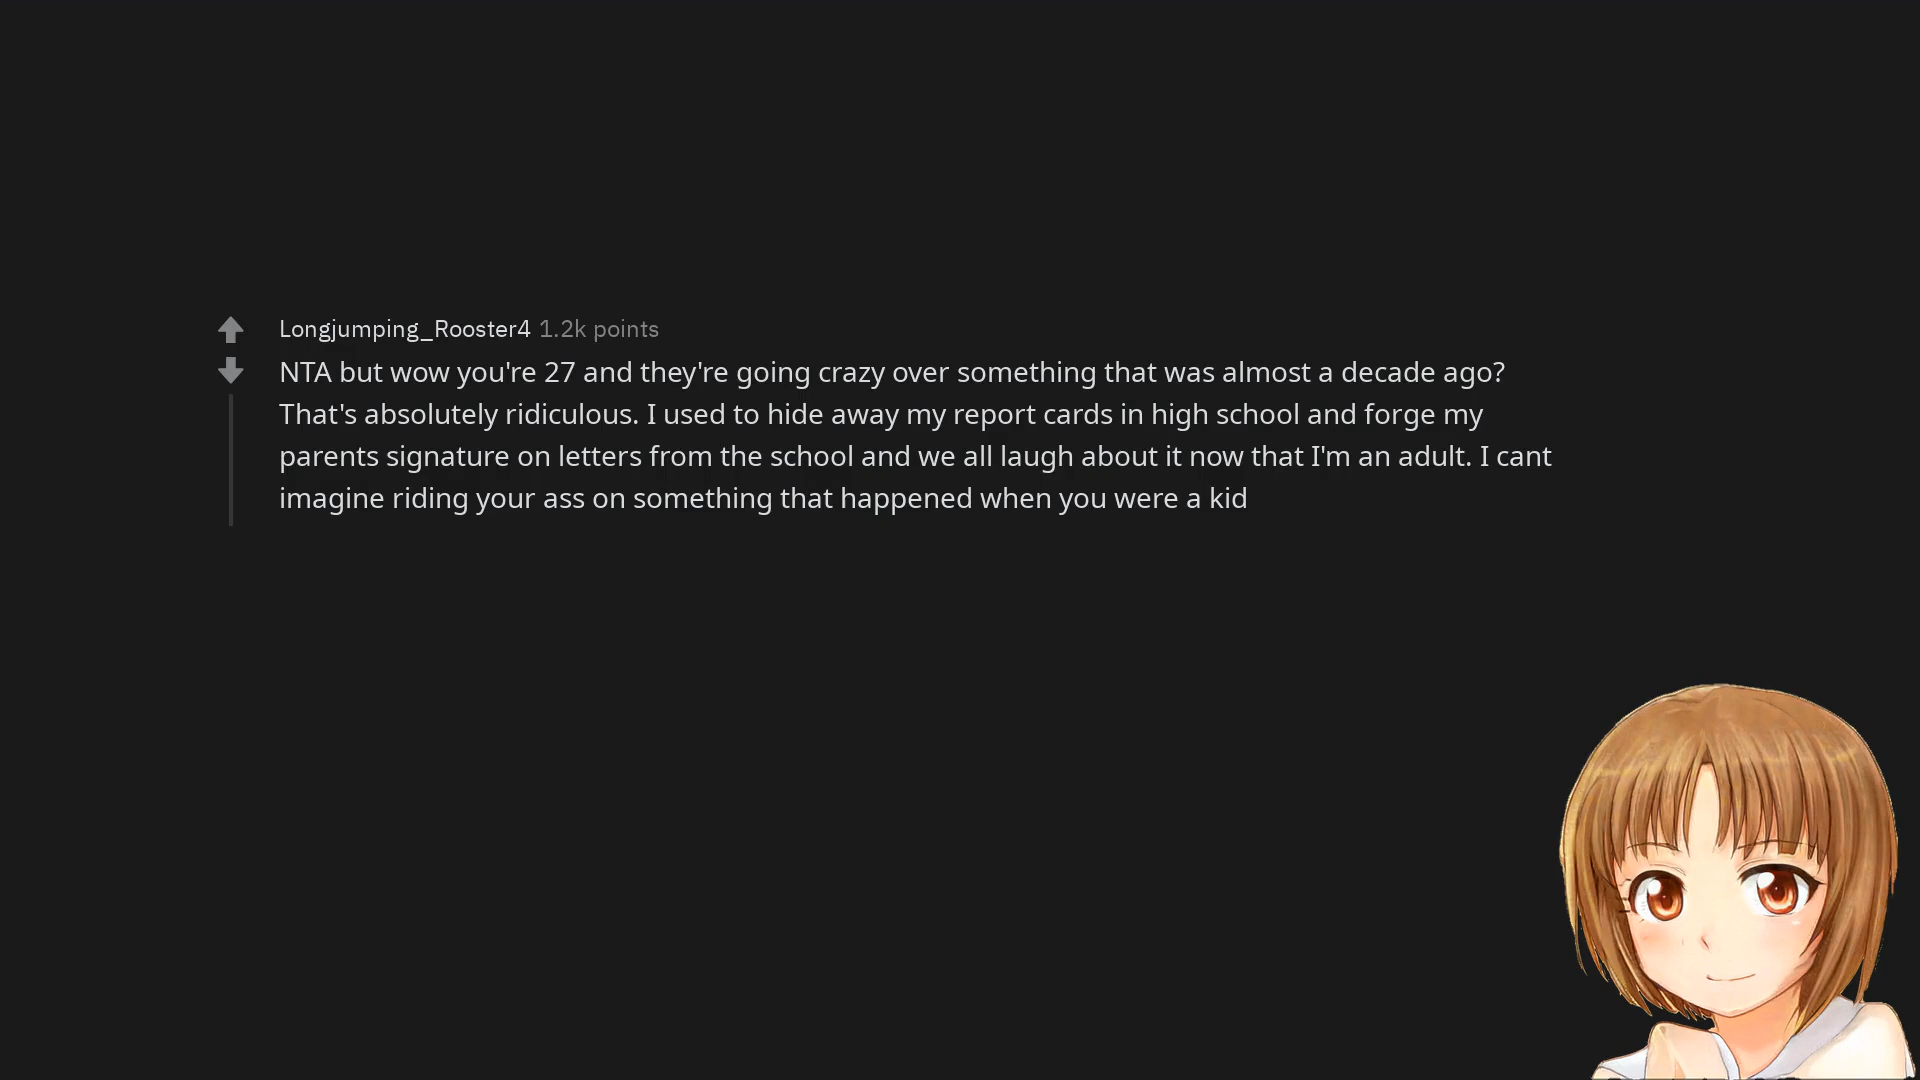 Longjumping_Rooster4 1.2k points
NTA but wow you're 27 and they're going crazy over something that was almost a decade ago?
That's absolutely ridiculous. I used to hide away my report cards in high school and forge my
parents signature on letters from the school and we all laugh about it now that I'm an adult. I cant
imagine riding your ass on something that happened when you were a kid